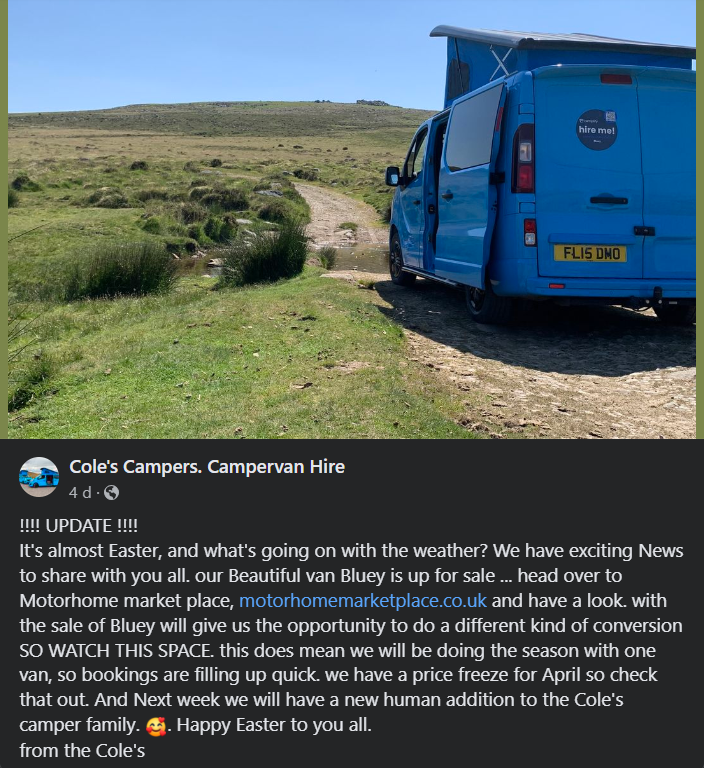 hire me!
FL15 DMO
Cole's Campers. Campervan Hire
4 d ·
!!!! UPDATE !!!!
It's almost Easter, and what's going on with the weather? We have exciting News
to share with you all. our Beautiful van Bluey is up for sale ... head over to
Motorhome market place, motorhomemarketplace.co.uk and have a look. with
the sale of Bluey will give us the opportunity to do a different kind of conversion
SO WATCH THIS SPACE. this does mean we will be doing the season with one
van, so bookings are filling up quick. we have a price freeze for April so check
that out. And Next week we will have a new human addition to the Cole's
camper family. 🥰. Happy Easter to you all.
from the Cole's